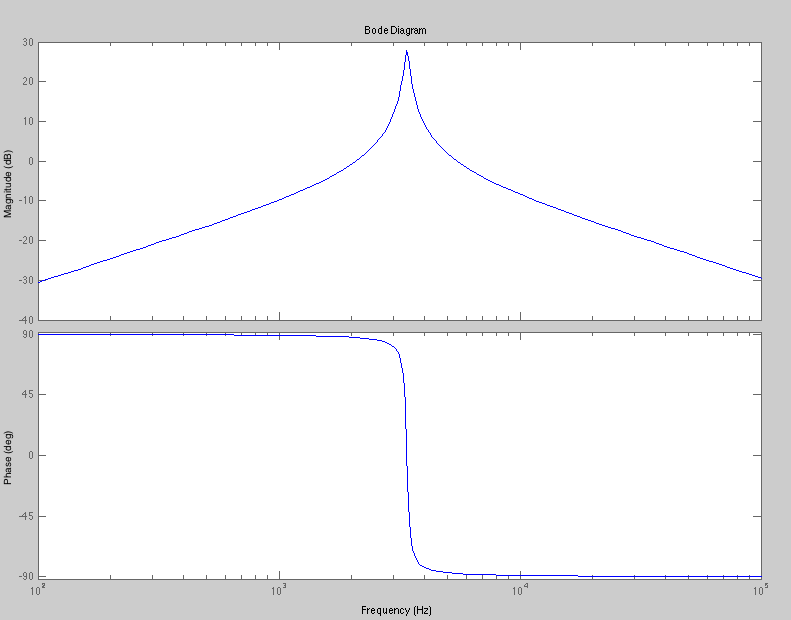 Bode Diagram
30
20
10
0
-10
-20
-30
-40
Magnitude (dB)
90
45
0
-45
-90
Phase (deg)
10^2 10^3 10^4 10^5
Frequency (Hz)